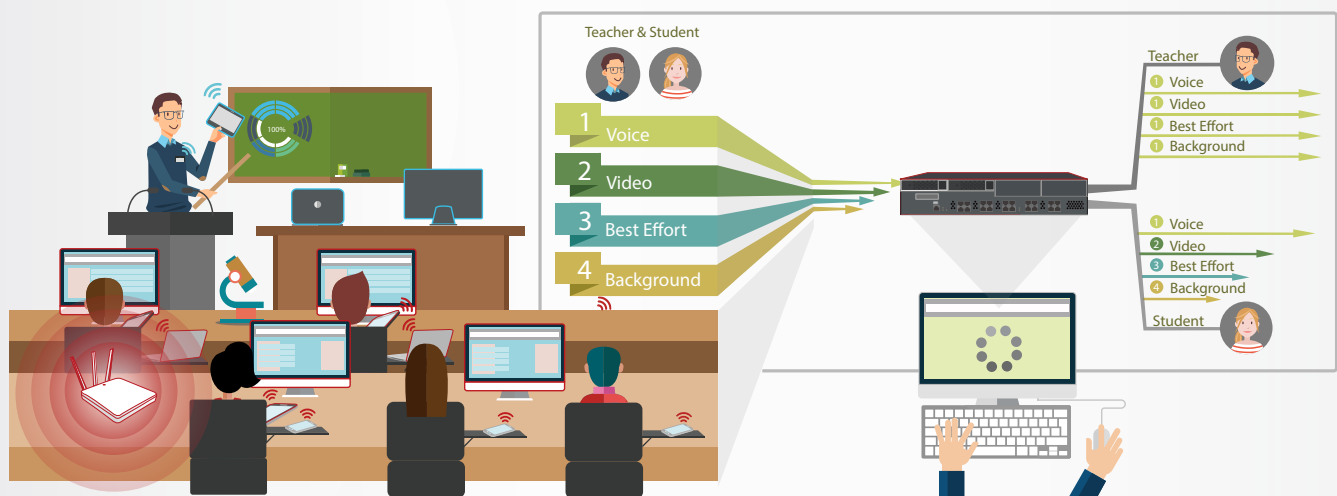 100%
Teacher & Student
1 Voice
2 Video
3 Best Effort
4 Background
Teacher
1 Voice
1 Video
1 Best Effort
1 Background
1 Voice
2 Video
3 Best Effort
4 Background
Student